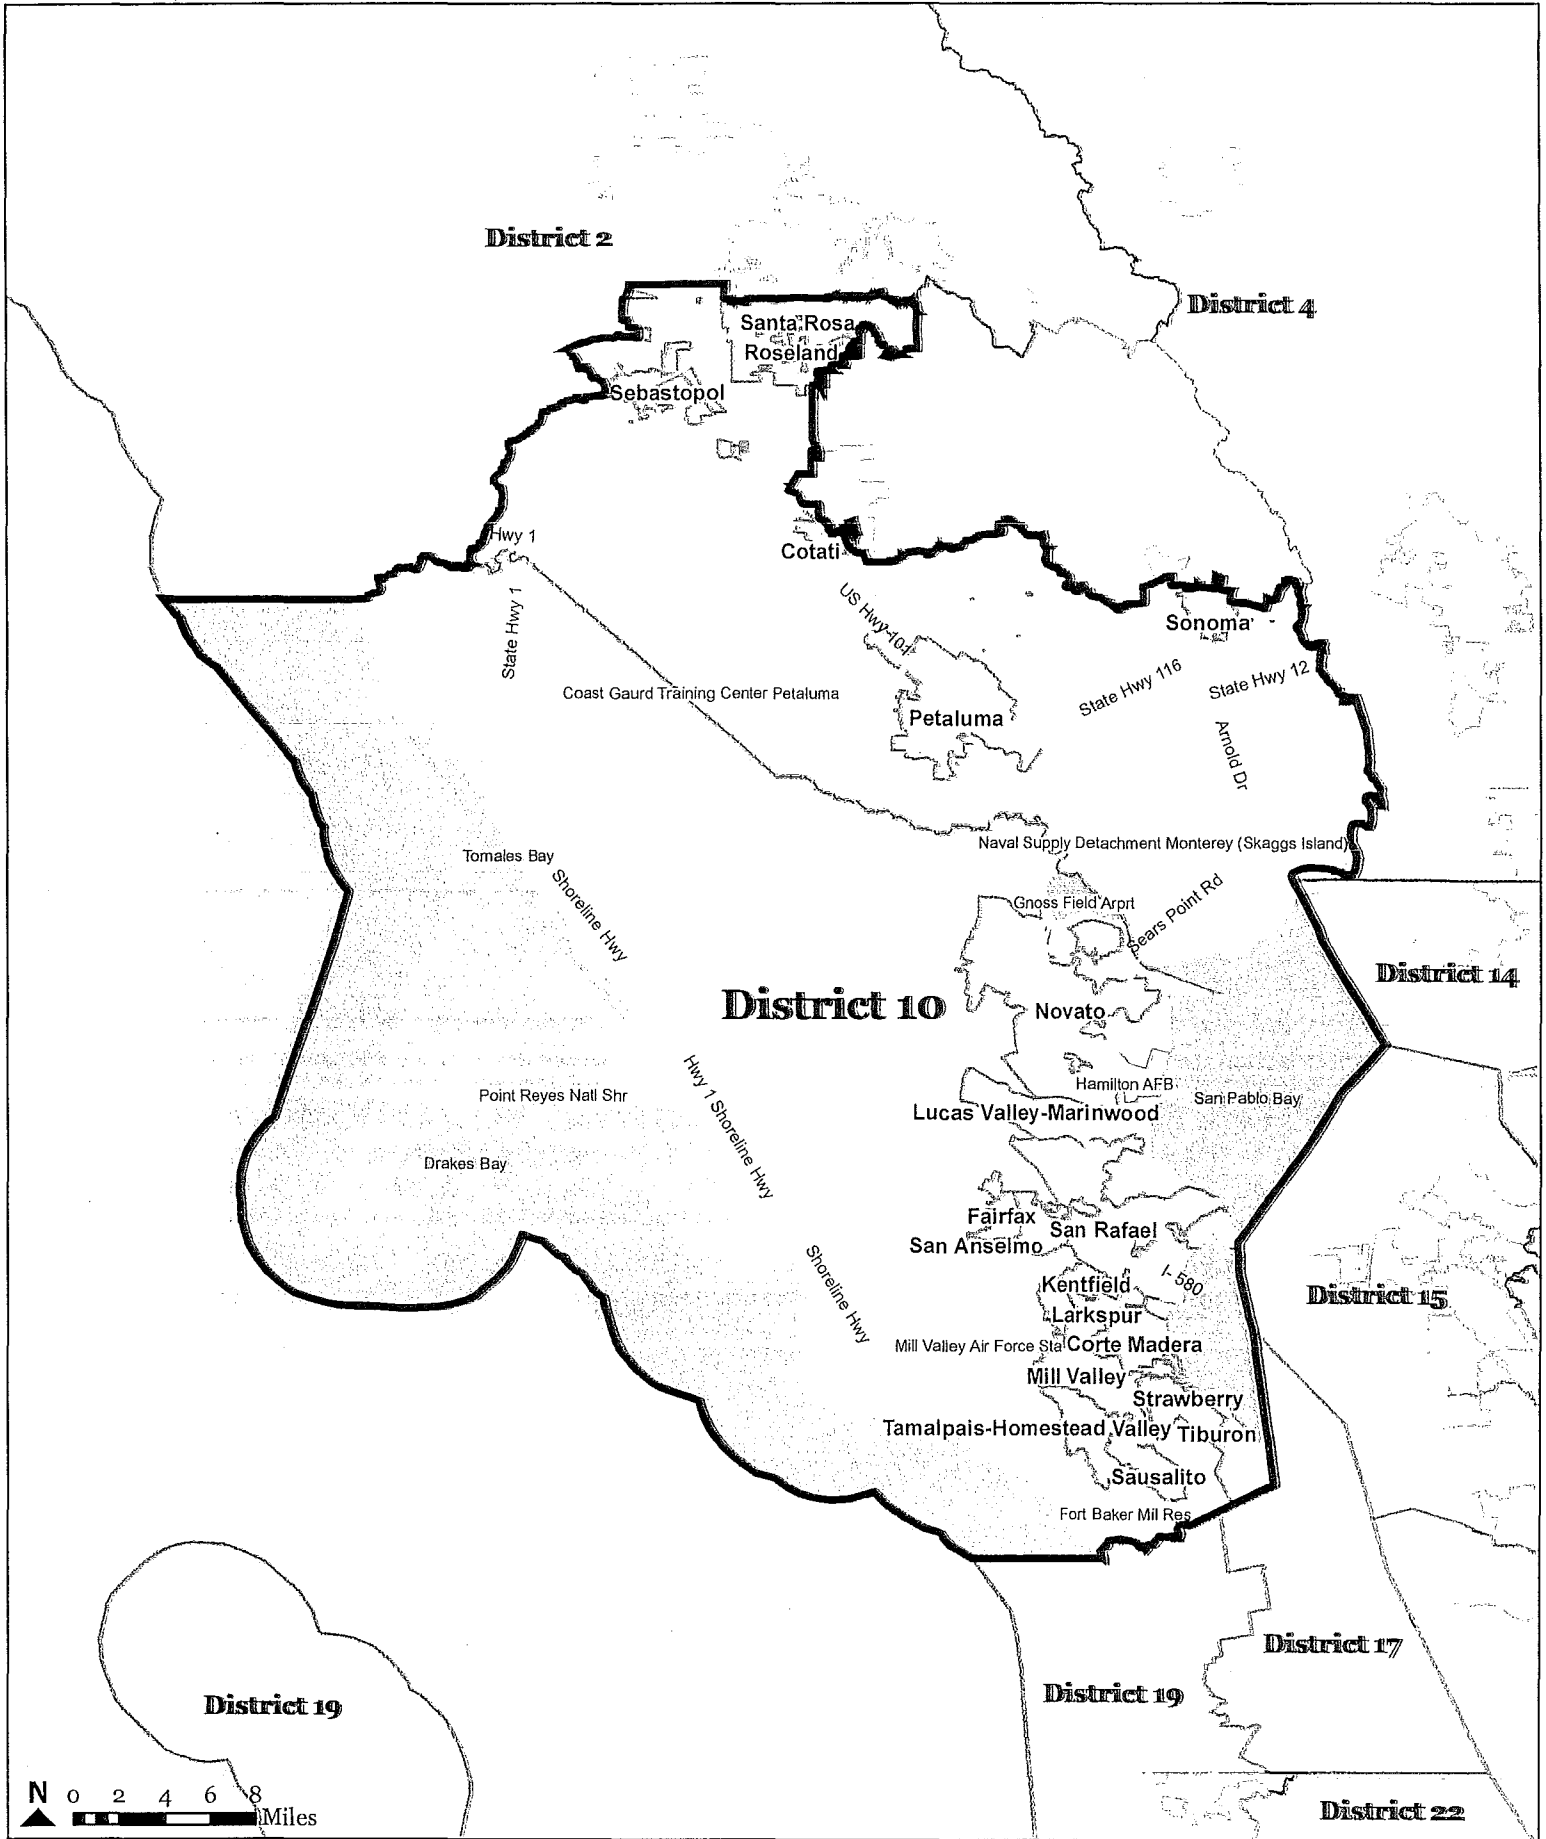 District 2
District 4
Santa Rosa
Roseland
Sebastopol
Hwy 1
Cotati
State Hwy 1
US Hwy 101
Sonoma
State Hwy 116
State Hwy 12
Coast Gaurd Training Center Petaluma
Petaluma
Arnold Dr
Naval Supply Detachment Monterey (Skaggs Island)
Tomales Bay
Shoreline Hwy
Gnoss Field Arprt
Sears Point Rd
District 14
District 10
Novato
Hwy 1 Shoreline Hwy
Hamilton AFB
Point Reyes Natl Shr
San Pablo Bay
Lucas Valley-Marinwood
Drakes Bay
Fairfax
San Rafael
San Anselmo
Shoreline Hwy
Kentfield
I- 580
District 15
Larkspur
Mill Valley Air Force Sta
Corte Madera
Mill Valley
Strawberry
Tamalpais-Homestead Valley
Tiburon
Sausalito
Fort Baker Mil Res
District 17
District 19
District 19
N 0 2 4 6 8
Miles
District 22